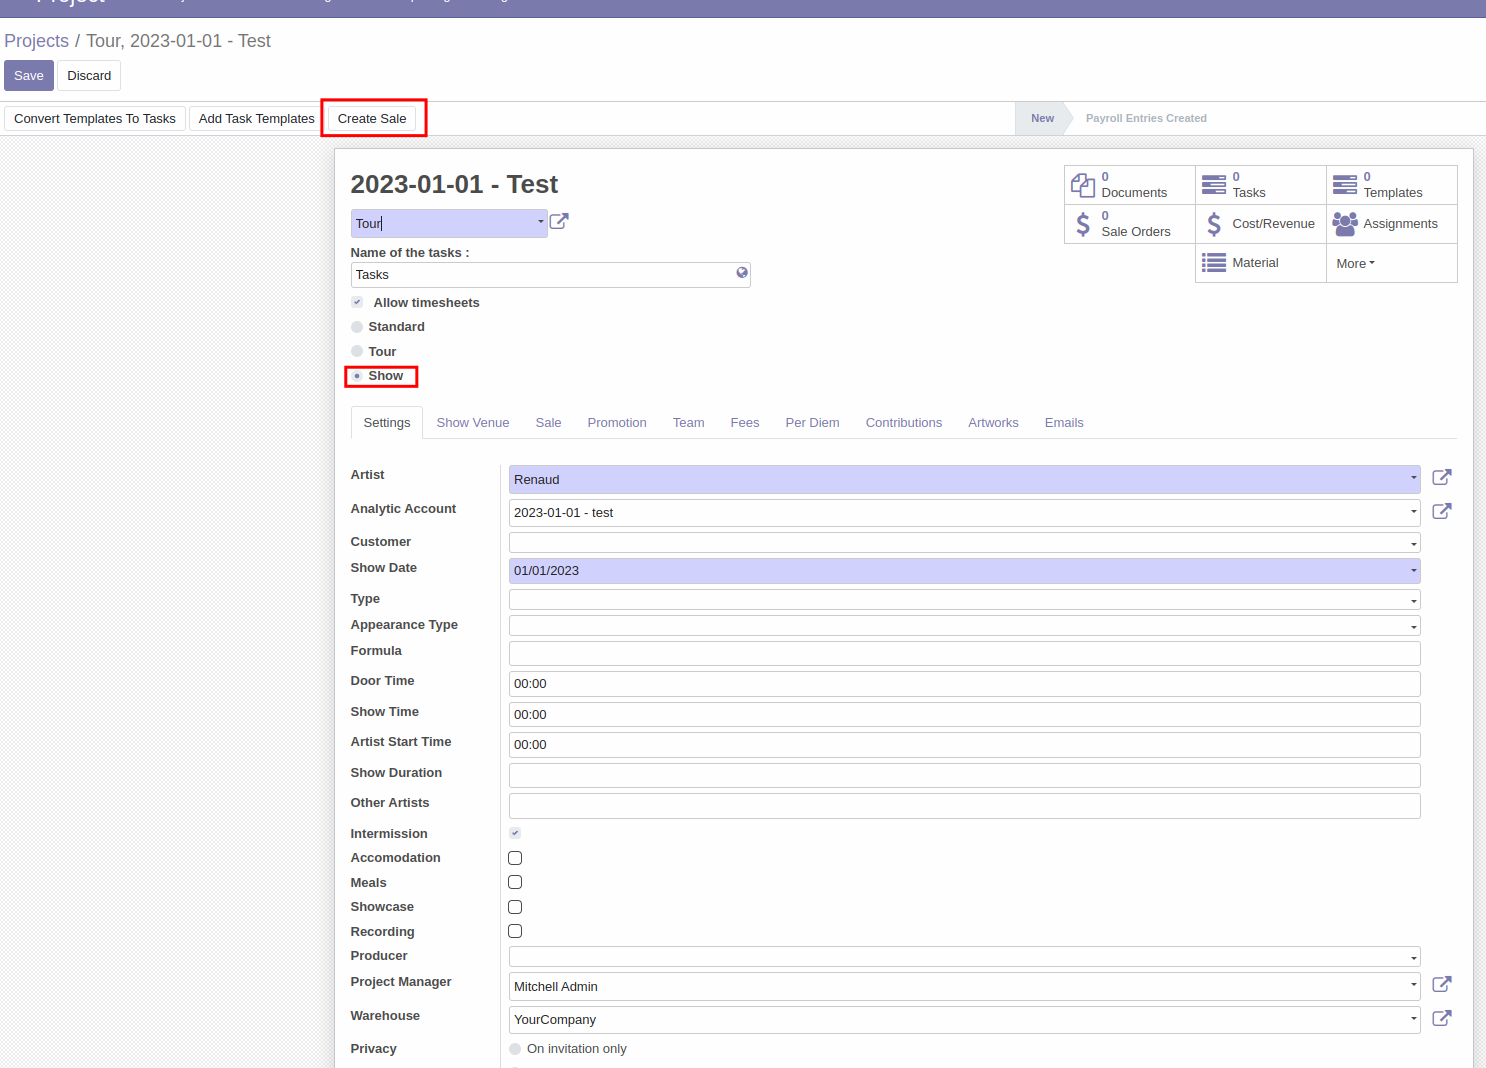 Project
Projects / Tour, 2023-01-01 - Test
Save Discard
Convert Templates To Tasks Add Task Templates Create Sale New Payroll Entries Created
2023-01-01 - Test
0 Documents
0 Tasks
0 Templates
Tour
0 Sale Orders
Cost/Revenue
Assignments
Material
More
Name of the tasks :
Tasks
Allow timesheets
Standard
Tour
Show
Settings Show Venue Sale Promotion Team Fees Per Diem Contributions Artworks Emails
Artist Renaud
Analytic Account 2023-01-01 - test
Customer
Show Date 01/01/2023
Type
Appearance Type
Formula
Door Time 00:00
Show Time 00:00
Artist Start Time 00:00
Show Duration
Other Artists
Intermission
Accomodation
Meals
Showcase
Recording
Producer
Project Manager Mitchell Admin
Warehouse YourCompany
Privacy On invitation only